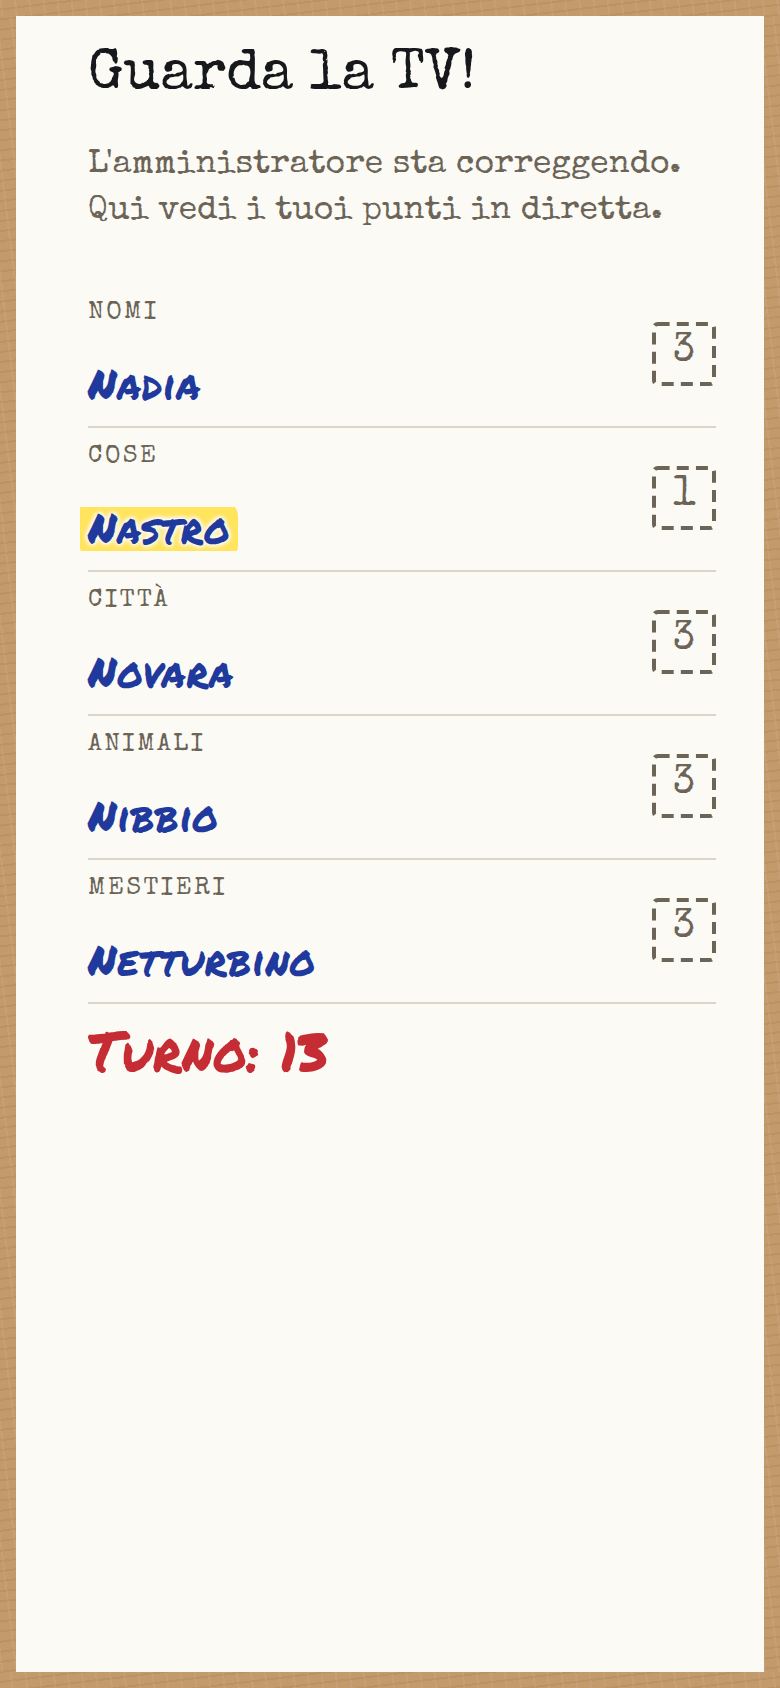 Guarda la TV!
L'amministratore sta correggendo.
Qui vedi i tuoi punti in diretta.
NOMI
3
NADIA
COSE
1
NASTRO
CITTÀ
3
NOVARA
ANIMALI
3
NIBBIO
MESTIERI
3
NETTURBINO
TURNO: 13